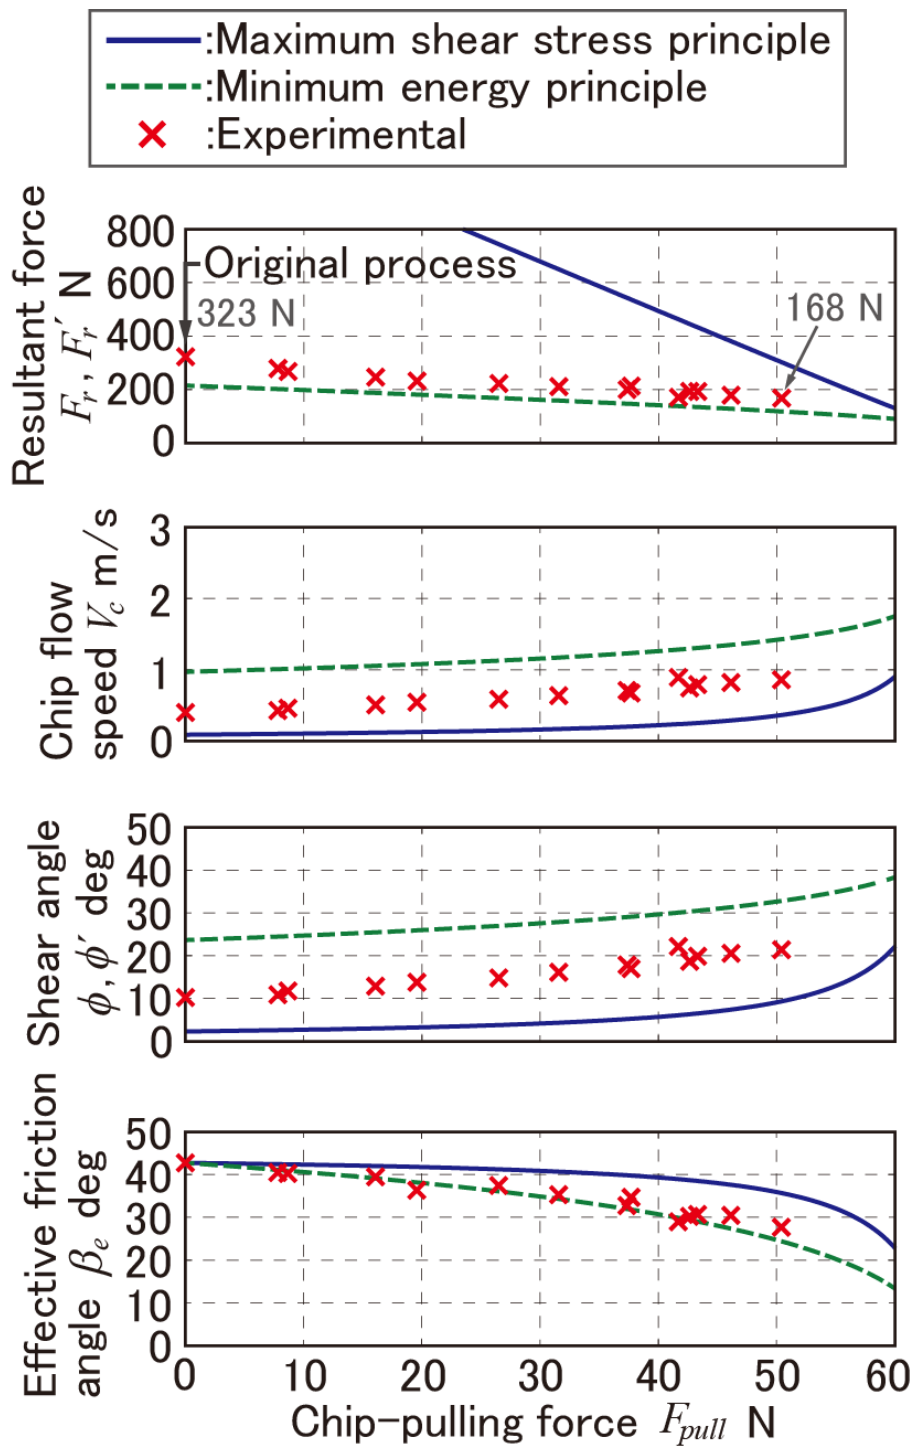 :Maximum shear stress principle
:Minimum energy principle
:Experimental
Resultant force
Fr , Fr′ N
800
600
400
200
0
Original process
323 N
168 N
Chip flow
speed Vc m/s
3
2
1
0
Shear angle
ϕ, ϕ′ deg
50
40
30
20
10
0
Effective friction
angle βe deg
50
40
30
20
10
0
0 10 20 30 40 50 60
Chip-pulling force Fpull N